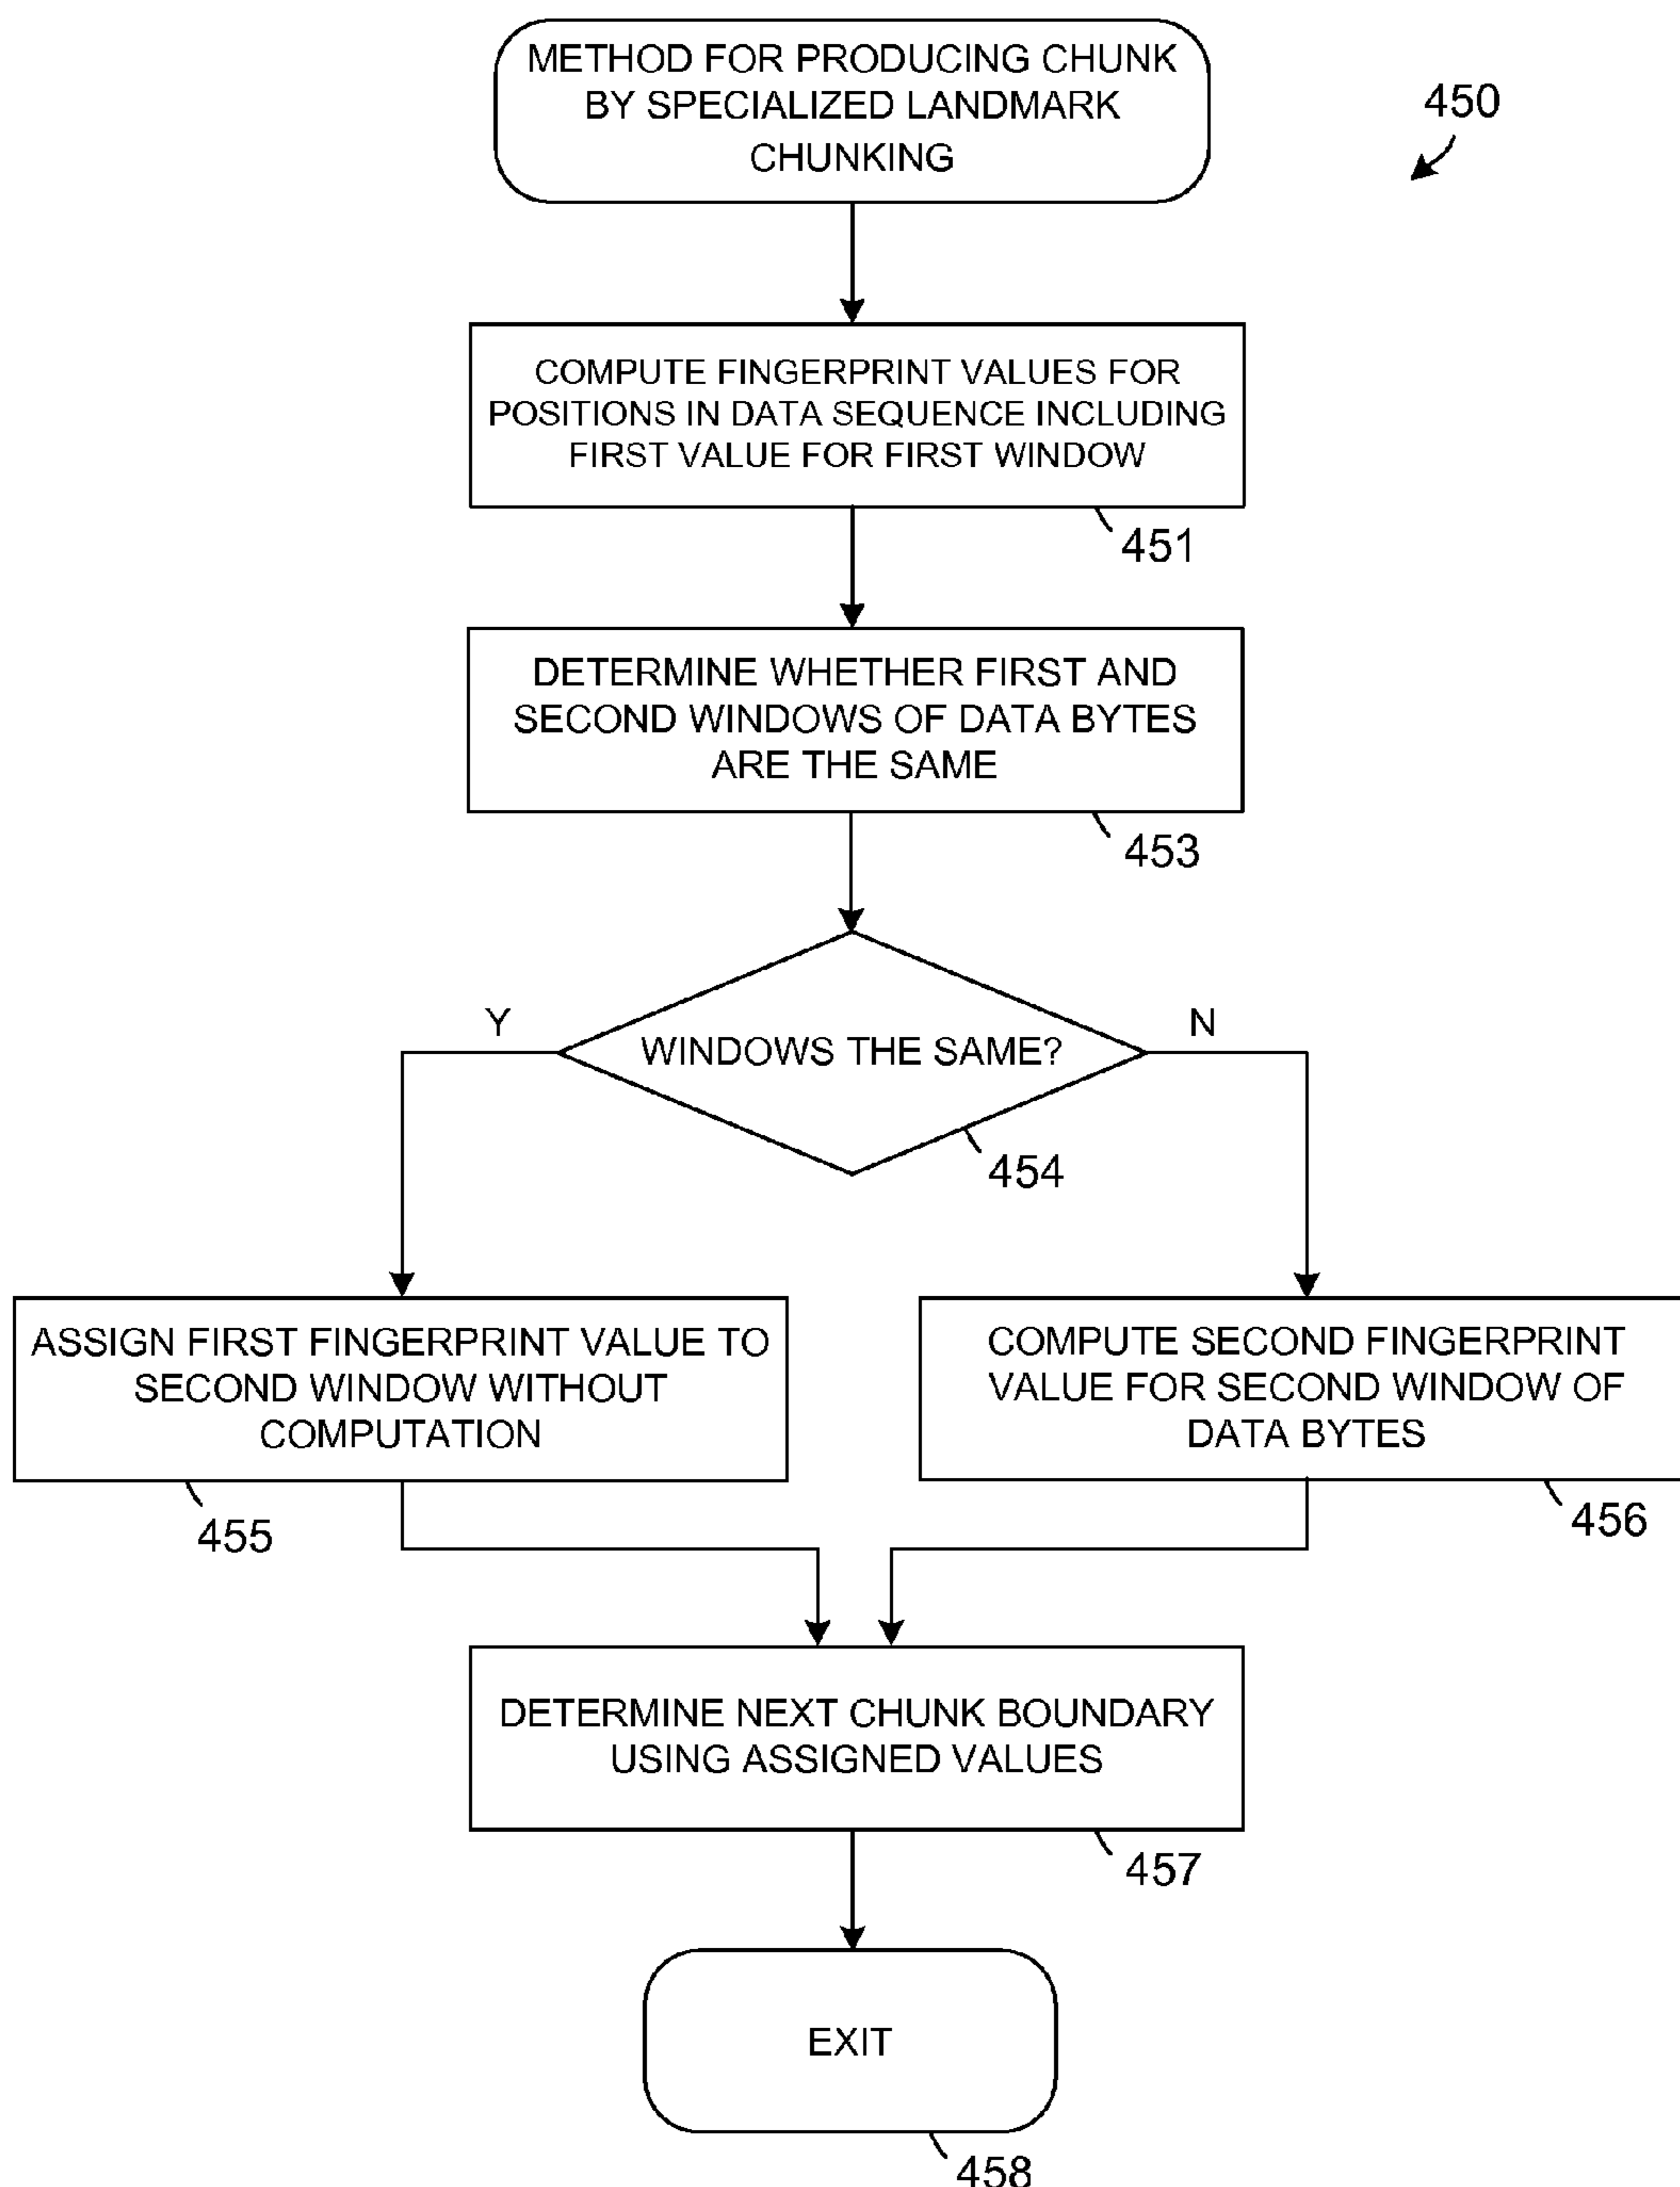 METHOD FOR PRODUCING CHUNK
BY SPECIALIZED LANDMARK
CHUNKING
450
COMPUTE FINGERPRINT VALUES FOR
POSITIONS IN DATA SEQUENCE INCLUDING
FIRST VALUE FOR FIRST WINDOW
451
DETERMINE WHETHER FIRST AND
SECOND WINDOWS OF DATA BYTES
ARE THE SAME
453
Y
N
WINDOWS THE SAME?
454
ASSIGN FIRST FINGERPRINT VALUE TO
SECOND WINDOW WITHOUT
COMPUTATION
455
COMPUTE SECOND FINGERPRINT
VALUE FOR SECOND WINDOW OF
DATA BYTES
456
DETERMINE NEXT CHUNK BOUNDARY
USING ASSIGNED VALUES
457
EXIT
458